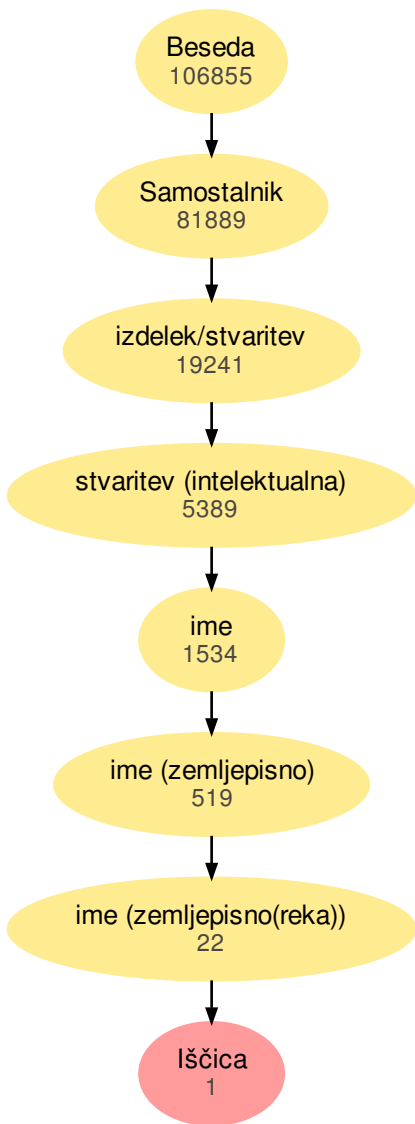 Beseda
106855
Samostalnik
81889
izdelek/stvaritev
19241
stvaritev (intelektualna)
5389
ime
1534
ime (zemljepisno)
519
ime (zemljepisno(reka))
22
Iščica
1